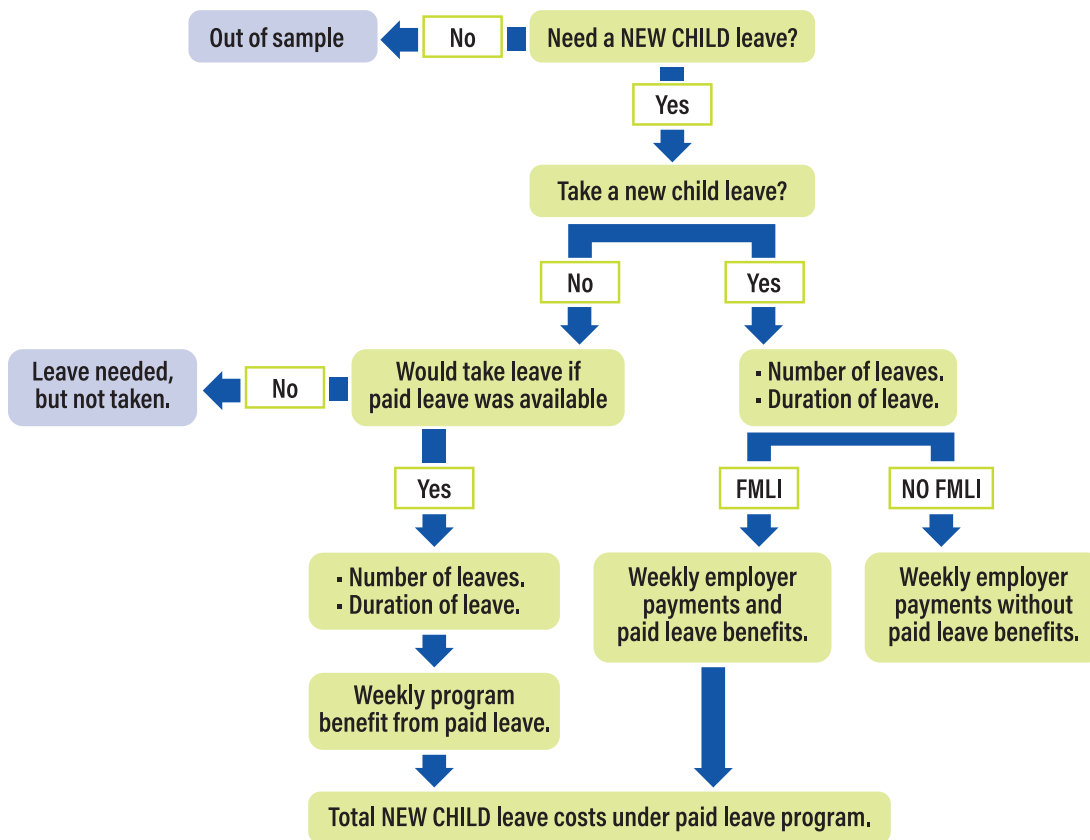 Out of sample
No
Need a NEW CHILD leave?
Yes
Take a new child leave?
No
Yes
Leave needed,
but not taken.
No
Would take leave if
paid leave was available
- Number of leaves.
- Duration of leave.
Yes
FMLI
NO FMLI
- Number of leaves.
- Duration of leave.
Weekly employer
payments and
paid leave benefits.
Weekly employer
payments without
paid leave benefits.
Weekly program
benefit from paid leave.
Total NEW CHILD leave costs under paid leave program.